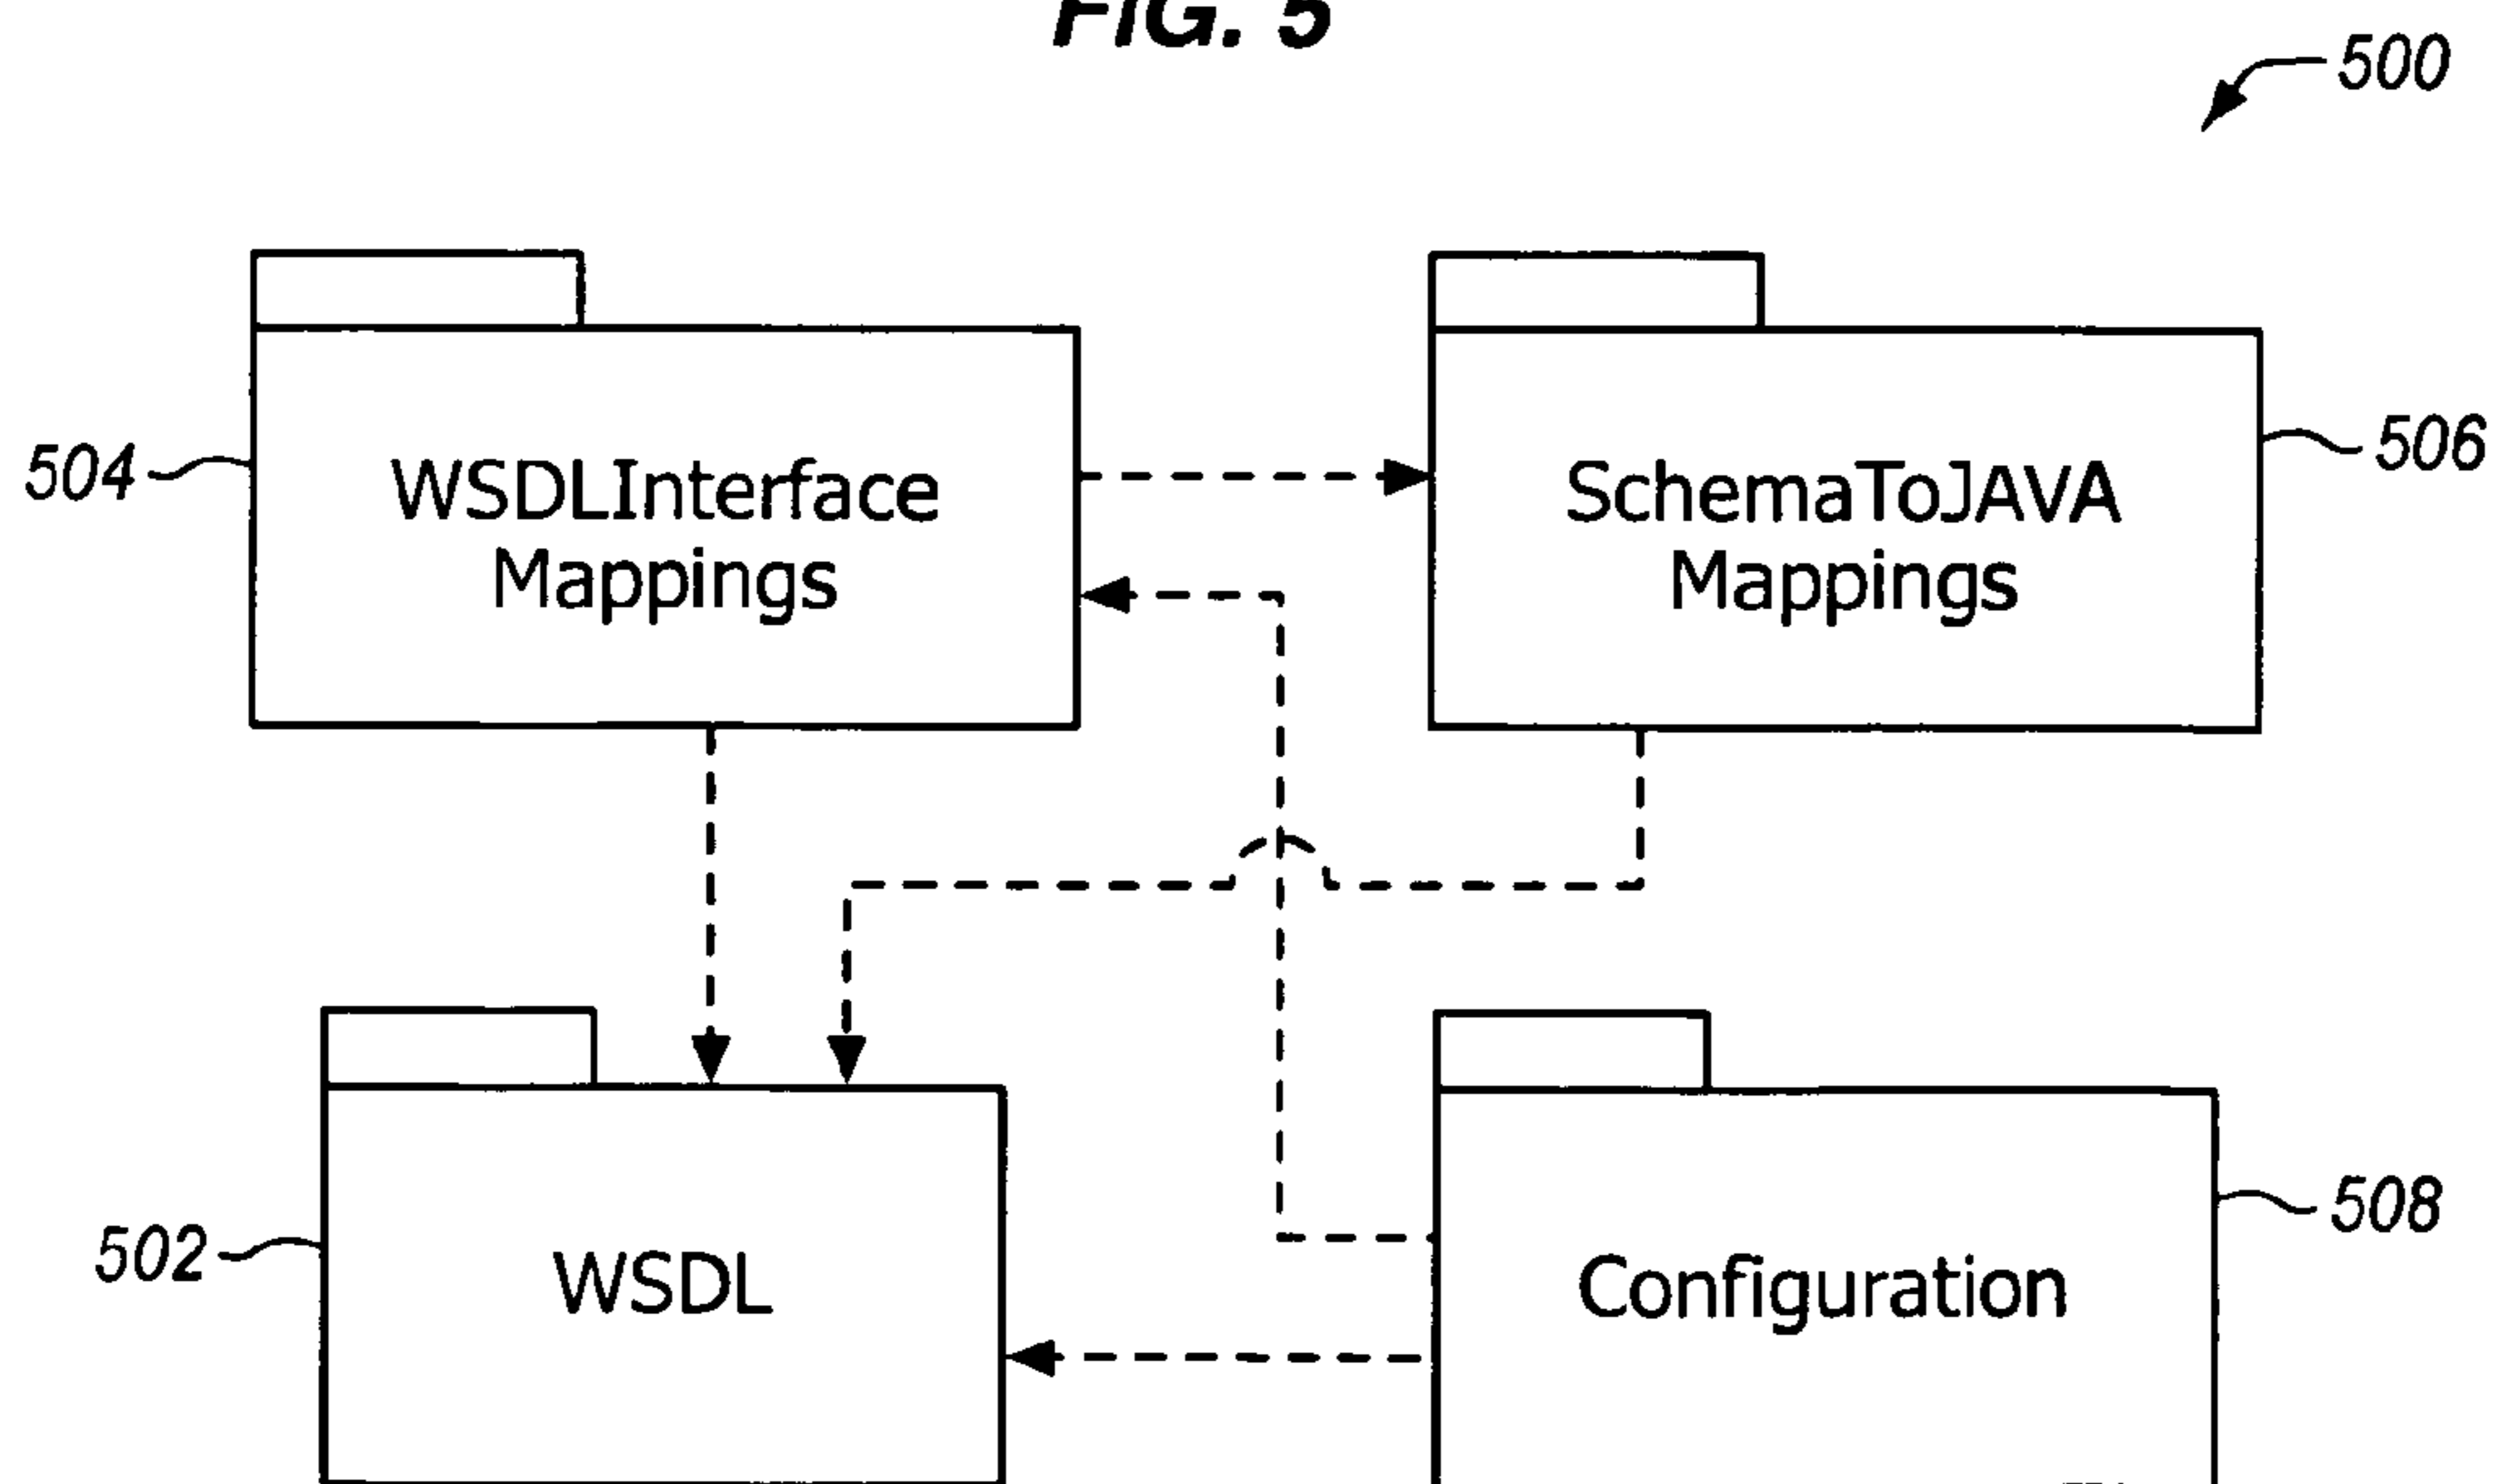 FIG. 5
500
504
WSDLInterface
Mappings
SchemaToJAVA
Mappings
506
502
WSDL
Configuration
508